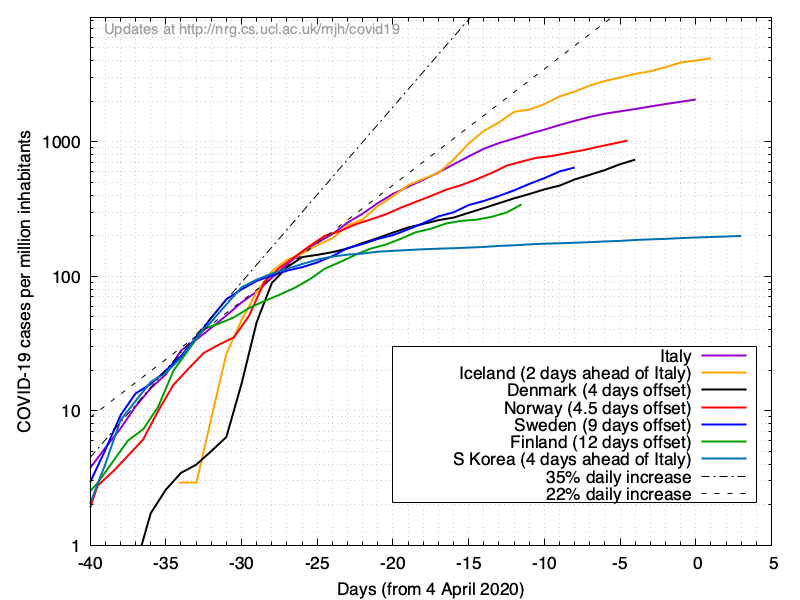 Updates at http://nrg.cs.ucl.ac.uk/mjh/covid19
COVID-19 cases per million inhabitants
1000
100
10
1
Italy
Iceland (2 days ahead of Italy)
Denmark (4 days offset)
Norway (4.5 days offset)
Sweden (9 days offset)
Finland (12 days offset)
S Korea (4 days ahead of Italy)
35% daily increase
22% daily increase
-40 -35 -30 -25 -20 -15 -10 -5 0 5
Days (from 4 April 2020)